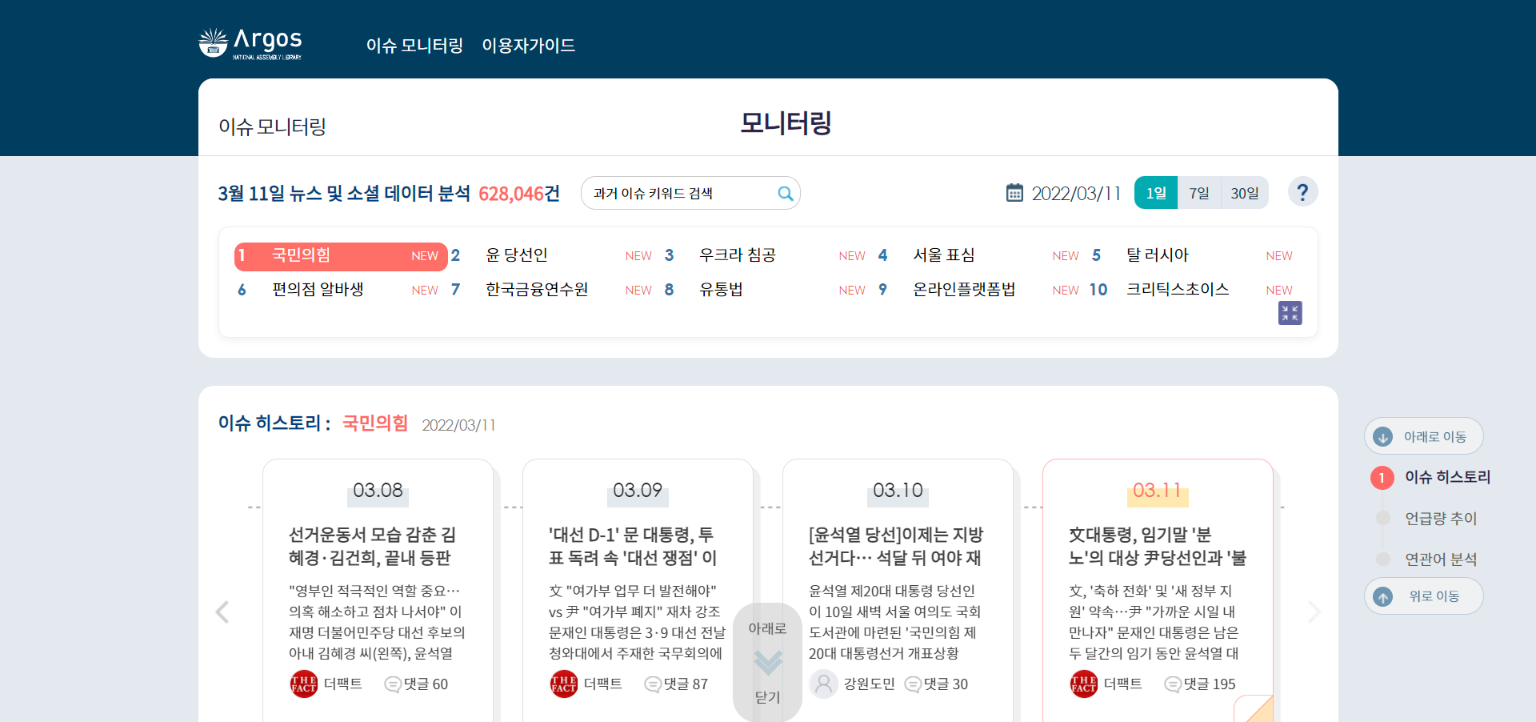 Argos
NATIONAL ASSEMBLY LIBRARY
이슈 모니터링 이용자가이드
이슈 모니터링
모니터링
3월 11일 뉴스 및 소셜 데이터 분석 628,046건
과거 이슈 키워드 검색
2022/03/11
1일 7일 30일
?
1 국민의힘 NEW 2 윤 당선인 NEW 3 우크라 침공 NEW 4 서울 표심 NEW 5 탈 러시아 NEW
6 편의점 알바생 NEW 7 한국금융연수원 NEW 8 유통법 NEW 9 온라인플랫폼법 NEW 10 크리틱스초이스 NEW
이슈 히스토리 : 국민의힘 2022/03/11
03.08
선거운동서 모습 감춘 김
혜경·김건희, 끝내 등판
"영부인 적극적인 역할 중요…
의혹 해소하고 점차 나서야" 이
재명 더불어민주당 대선 후보의
아내 김혜경 씨(왼쪽), 윤석열
THE FACT 더팩트 댓글 60
03.09
'대선 D-1' 문 대통령, 투
표 독려 속 '대선 쟁점' 이
文 "여가부 업무 더 발전해야"
vs 尹 "여가부 폐지" 재차 강조
문재인 대통령은 3·9 대선 전날
청와대에서 주재한 국무회의에
THE FACT 더팩트 댓글 87
03.10
[윤석열 당선]이제는 지방
선거다… 석달 뒤 여야 재
윤석열 제20대 대통령 당선인
이 10일 새벽 서울 여의도 국회
도서관에 마련된 '국민의힘 제
20대 대통령선거 개표상황
강원도민 댓글 30
03.11
文대통령, 임기말 '분
노'의 대상 尹당선인과 '불
文, '축하 전화' 및 '새 정부 지
원' 약속…尹 "가까운 시일 내
만나자" 문재인 대통령은 남은
두 달간의 임기 동안 윤석열 대
THE FACT 더팩트 댓글 195
아래로
닫기
아래로 이동
1 이슈 히스토리
언급량 추이
연관어 분석
위로 이동